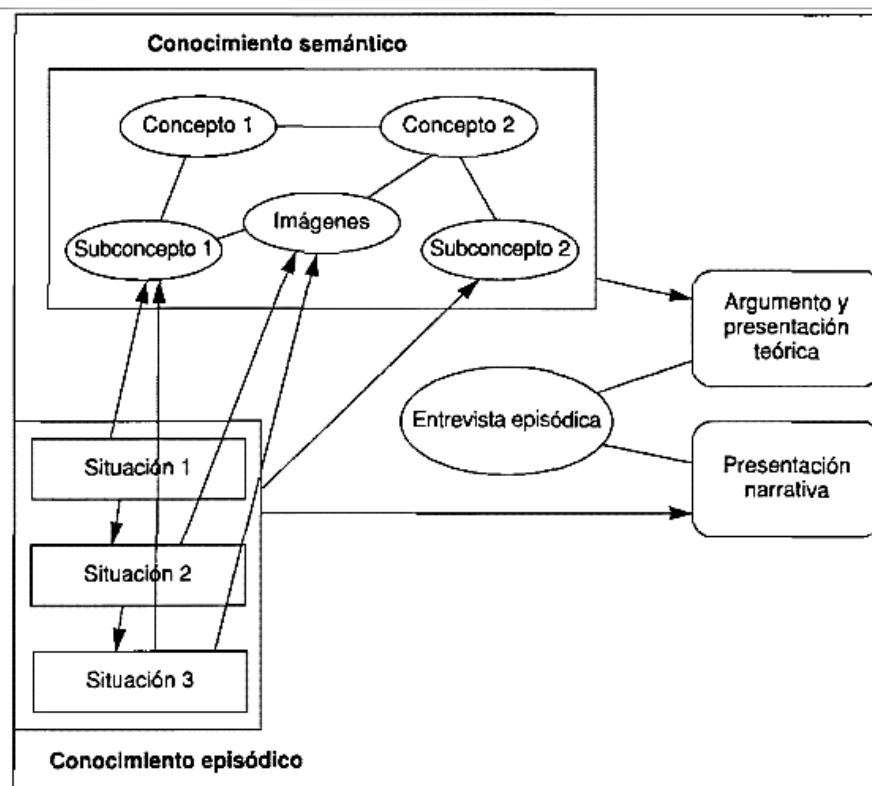 Conocimiento semántico
Concepto 1
Concepto 2
Imágenes
Subconcepto 1
Subconcepto 2
Argumento y
presentación
teórica
Entrevista episódica
Presentación
narrativa
Situación 1
Situación 2
Situación 3
Conocimiento episódico